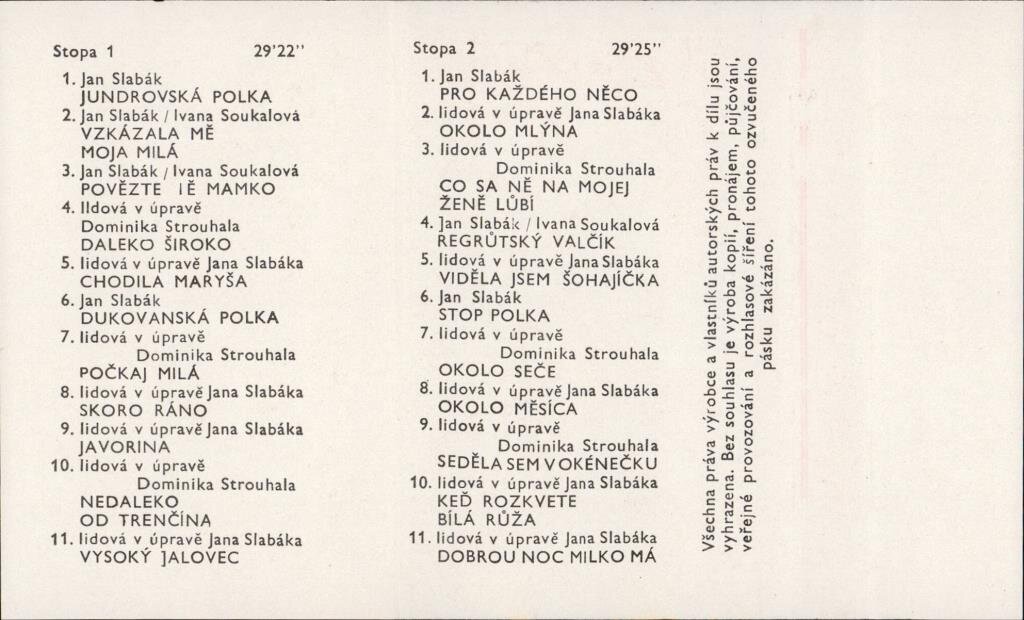 Stopa 1 29'22"
1. Jan Slabák
JUNDROVSKÁ POLKA
2. Jan Slabák / Ivana Soukalová
VZKÁZALA MĚ
MOJA MILÁ
3. Jan Slabák / Ivana Soukalová
POVĚZTE IĚ MAMKO
4. lldová v úpravě
Dominika Strouhala
DALEKO ŠIROKO
5. lidová v úpravě Jana Slabáka
CHODILA MARYŠA
6. Jan Slabák
DUKOVANSKÁ POLKA
7. lidová v úpravě
Dominika Strouhala
POČKAJ MILÁ
8. lidová v úpravě Jana Slabáka
SKORO RÁNO
9. lidová v úpravě Jana Slabáka
JAVORINA
10. lidová v úpravě
Dominika Strouhala
NEDALEKO
OD TRENČÍNA
11. lidová v úpravě Jana Slabáka
VYSOKÝ JALOVEC
Stopa 2 29'25"
1. Jan Slabák
PRO KAŽDÉHO NĚCO
2. lidová v úpravě Jana Slabáka
OKOLO MLÝNA
3. lidová v úpravě
Dominika Strouhala
CO SA NĚ NA MOJEJ
ŽENĚ LŮBÍ
4. Jan Slabák / Ivana Soukalová
REGRŮTSKÝ VALČÍK
5. lidová v úpravě Jana Slabáka
VIDĚLA JSEM ŠOHAJÍČKA
6. Jan Slabák
STOP POLKA
7. lidová v úpravě
Dominika Strouhala
OKOLO SEČE
8. lidová v úpravě Jana Slabáka
OKOLO MĚSÍCA
9. lidová v úpravě
Dominika Strouhala
SEDĚLA SEM V OKÉNEČKU
10. lidová v úpravě Jana Slabáka
KEĎ ROZKVETE
BÍLÁ RŮŽA
11. lidová v úpravě Jana Slabáka
DOBROU NOC MILKO MÁ
Všechna práva výrobce a vlastníků autorských práv k dílu jsou
vyhrazena. Bez souhlasu je výroba kopií, pronájem, půjčování,
veřejné provozování a rozhlasové šíření tohoto ozvučeného
pásku zakázáno.